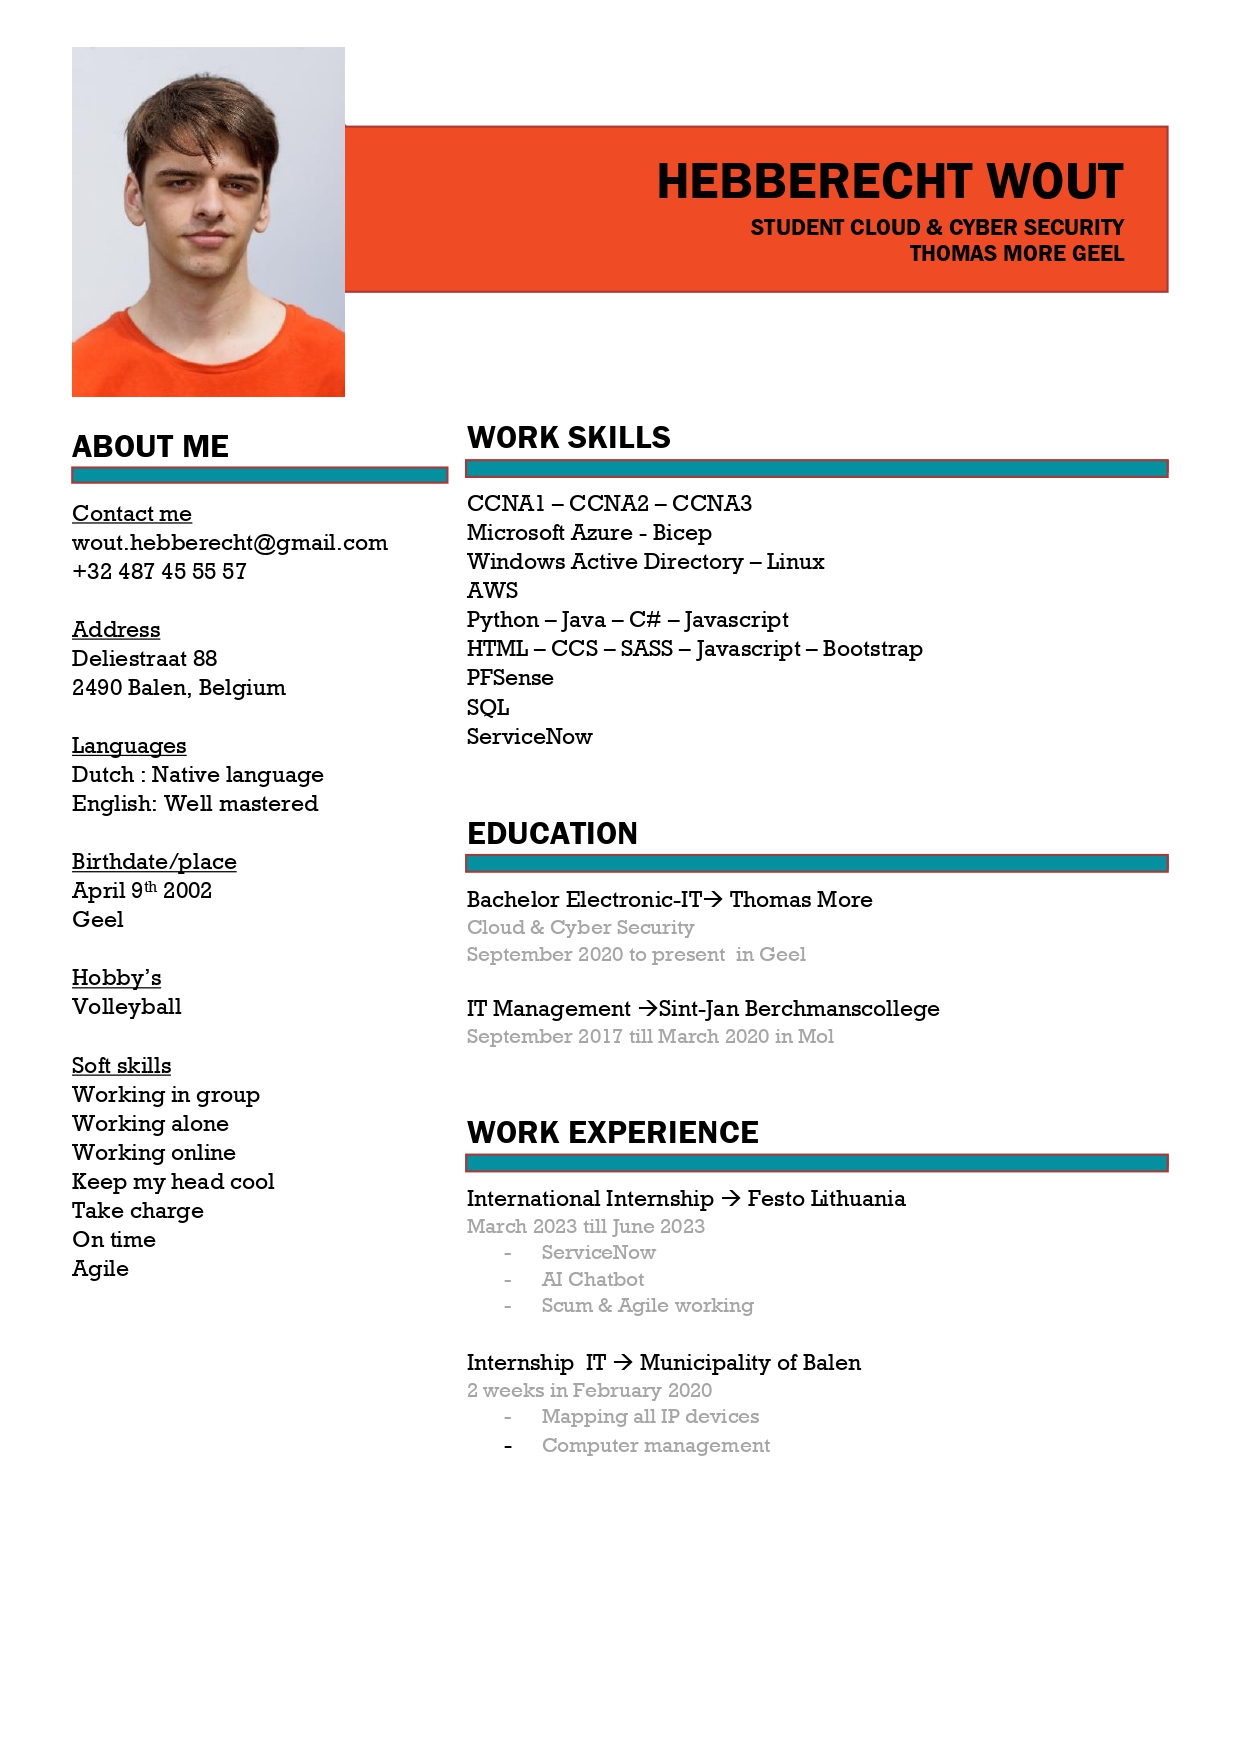 HEBBERECHT WOUT
STUDENT CLOUD & CYBER SECURITY
THOMAS MORE GEEL
ABOUT ME
Contact me
wout.hebberecht@gmail.com
+32 487 45 55 57
Address
Deliestraat 88
2490 Balen, Belgium
Languages
Dutch : Native language
English: Well mastered
Birthdate/place
April 9th 2002
Geel
Hobby’s
Volleyball
Soft skills
Working in group
Working alone
Working online
Keep my head cool
Take charge
On time
Agile
WORK SKILLS
CCNA1 – CCNA2 – CCNA3
Microsoft Azure - Bicep
Windows Active Directory – Linux
AWS
Python – Java – C# – Javascript
HTML – CCS – SASS – Javascript – Bootstrap
PFSense
SQL
ServiceNow
EDUCATION
Bachelor Electronic-IT→ Thomas More
Cloud & Cyber Security
September 2020 to present  in Geel
IT Management →Sint-Jan Berchmanscollege
September 2017 till March 2020 in Mol
WORK EXPERIENCE
International Internship → Festo Lithuania
March 2023 till June 2023
- ServiceNow
- AI Chatbot
- Scum & Agile working
Internship  IT → Municipality of Balen
2 weeks in February 2020
- Mapping all IP devices
- Computer management